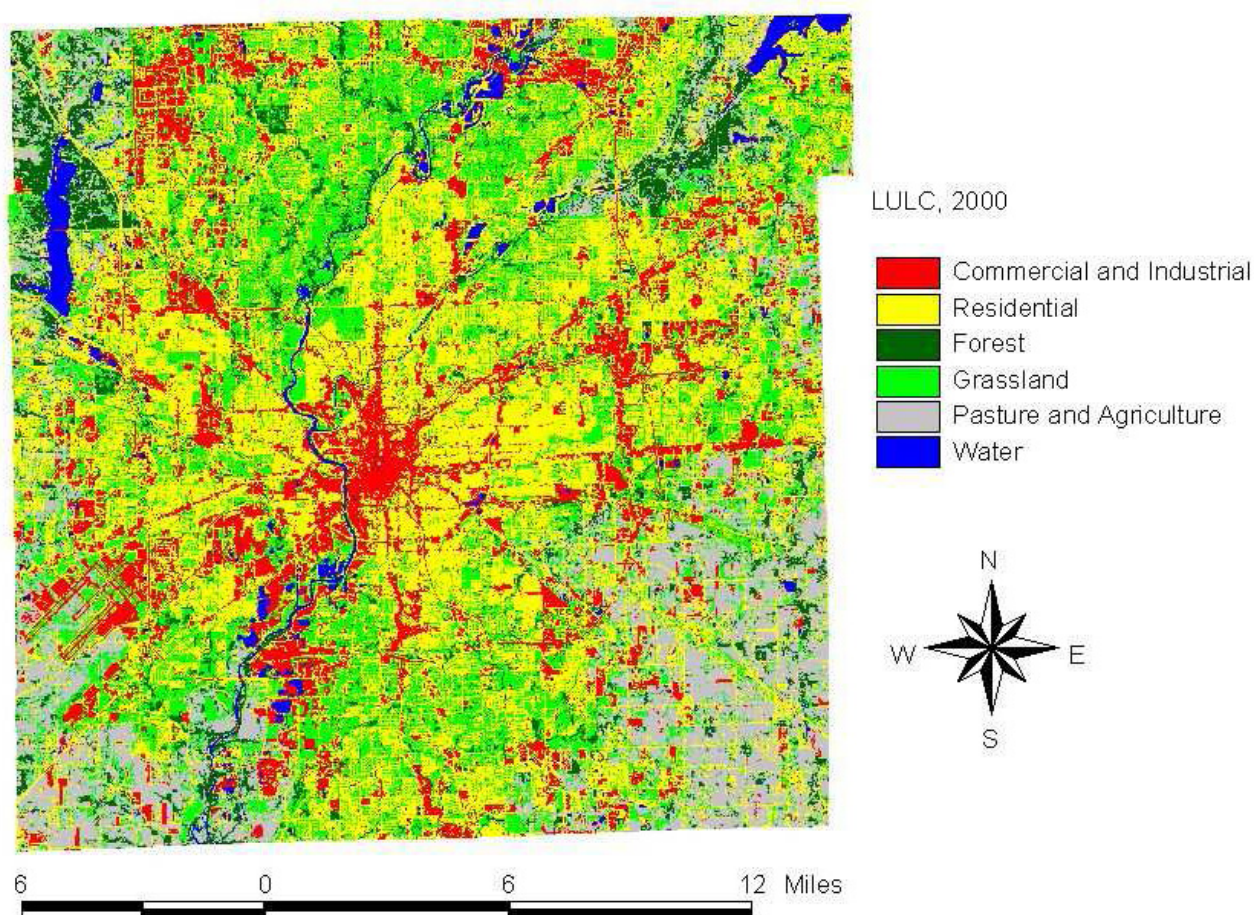 LULC, 2000
Commercial and Industrial
Residential
Forest
Grassland
Pasture and Agriculture
Water
N
W E
S
6 0 6 12 Miles